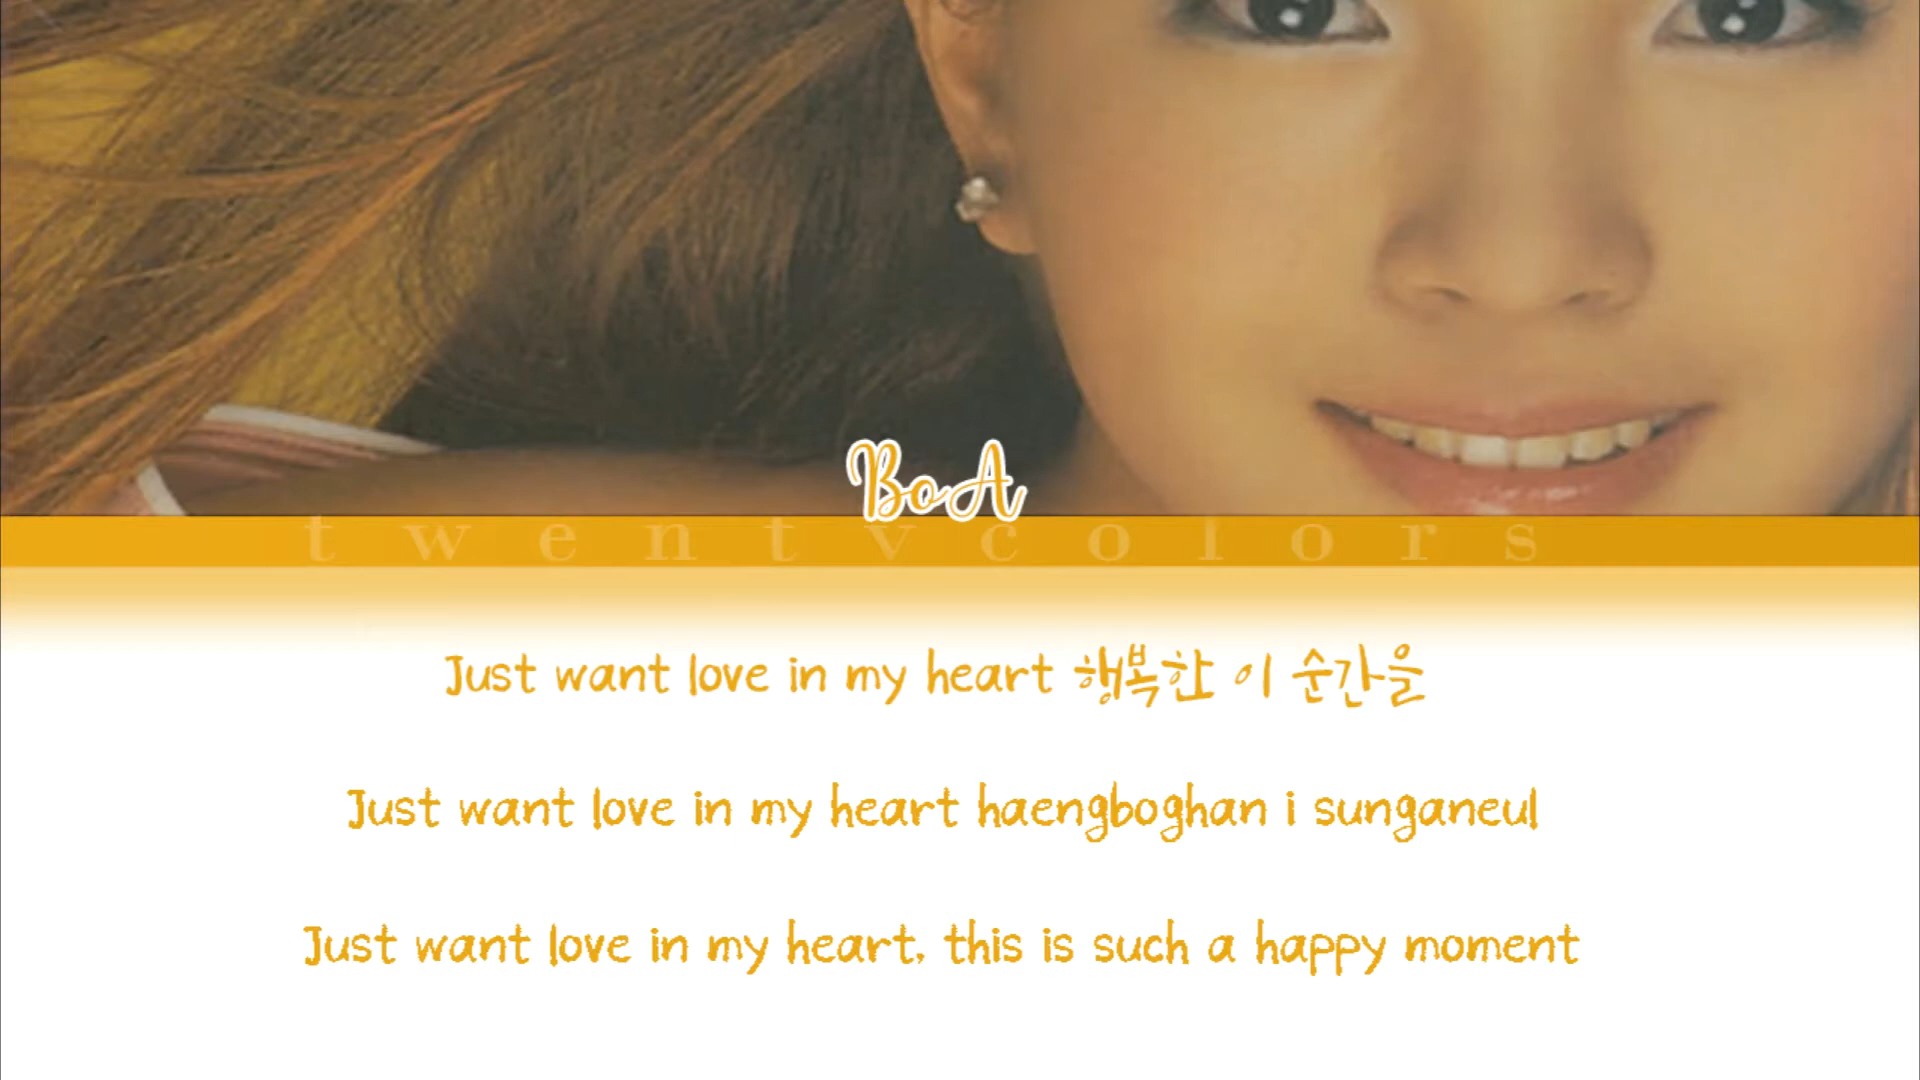 BoA
twentycolors
Just want love in my heart 행복한 이 순간을
Just want love in my heart haengboghan i sunganeul
Just want love in my heart, this is such a happy moment